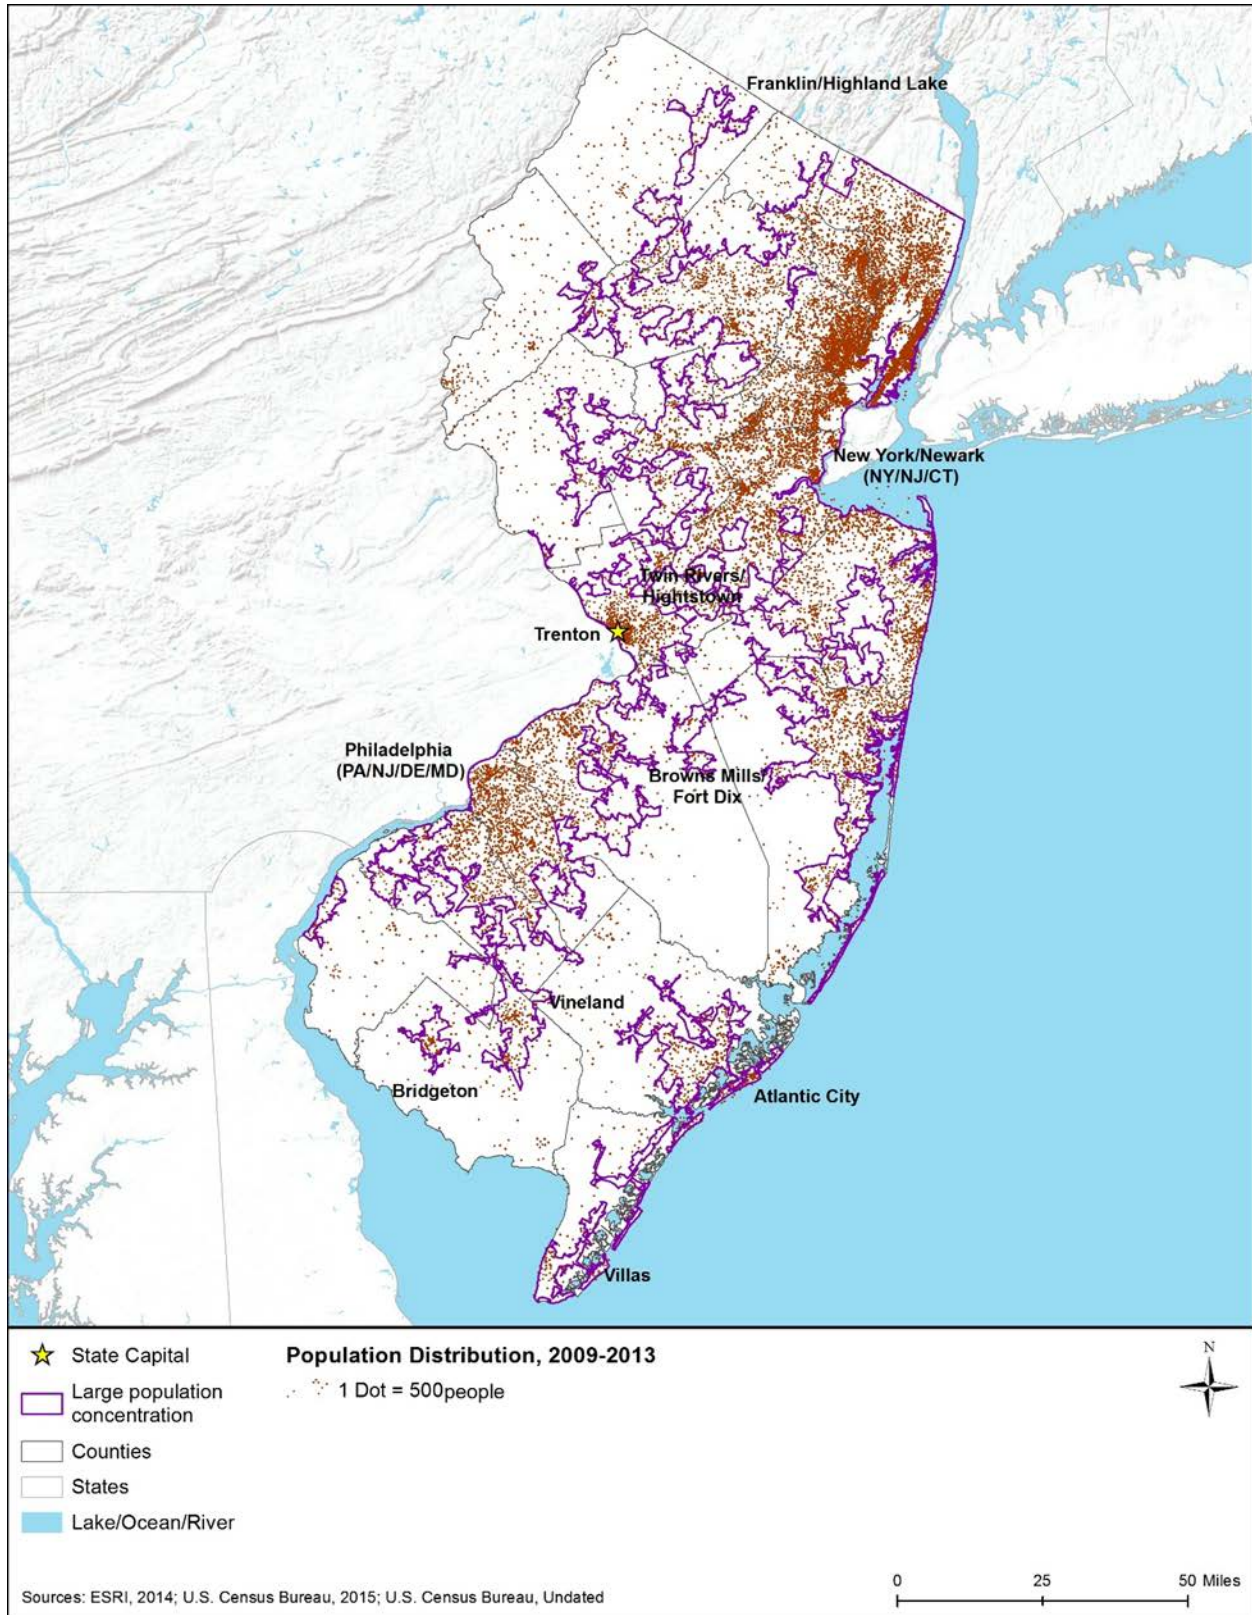 Franklin/Highland Lake
New York/Newark
(NY/NJ/CT)
Twin Rivers/
Hightstown
Trenton
Philadelphia
(PA/NJ/DE/MD)
Browns Mills/
Fort Dix
Vineland
Bridgeton
Atlantic City
Villas
State Capital
Large population
concentration
Counties
States
Lake/Ocean/River
Population Distribution, 2009-2013
1 Dot = 500people
N
Sources: ESRI, 2014; U.S. Census Bureau, 2015; U.S. Census Bureau, Undated
0 25 50 Miles